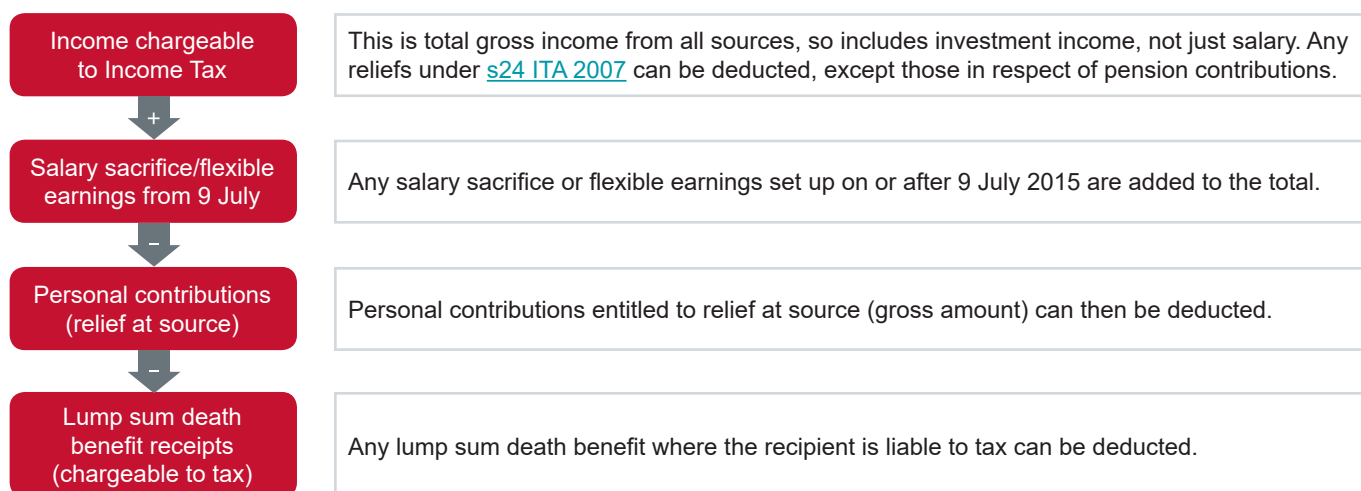 Income chargeable
to Income Tax
This is total gross income from all sources, so includes investment income, not just salary. Any
reliefs under s24 ITA 2007 can be deducted, except those in respect of pension contributions.
+
Salary sacrifice/flexible
earnings from 9 July
Any salary sacrifice or flexible earnings set up on or after 9 July 2015 are added to the total.
–
Personal contributions
(relief at source)
Personal contributions entitled to relief at source (gross amount) can then be deducted.
–
Lump sum death
benefit receipts
(chargeable to tax)
Any lump sum death benefit where the recipient is liable to tax can be deducted.